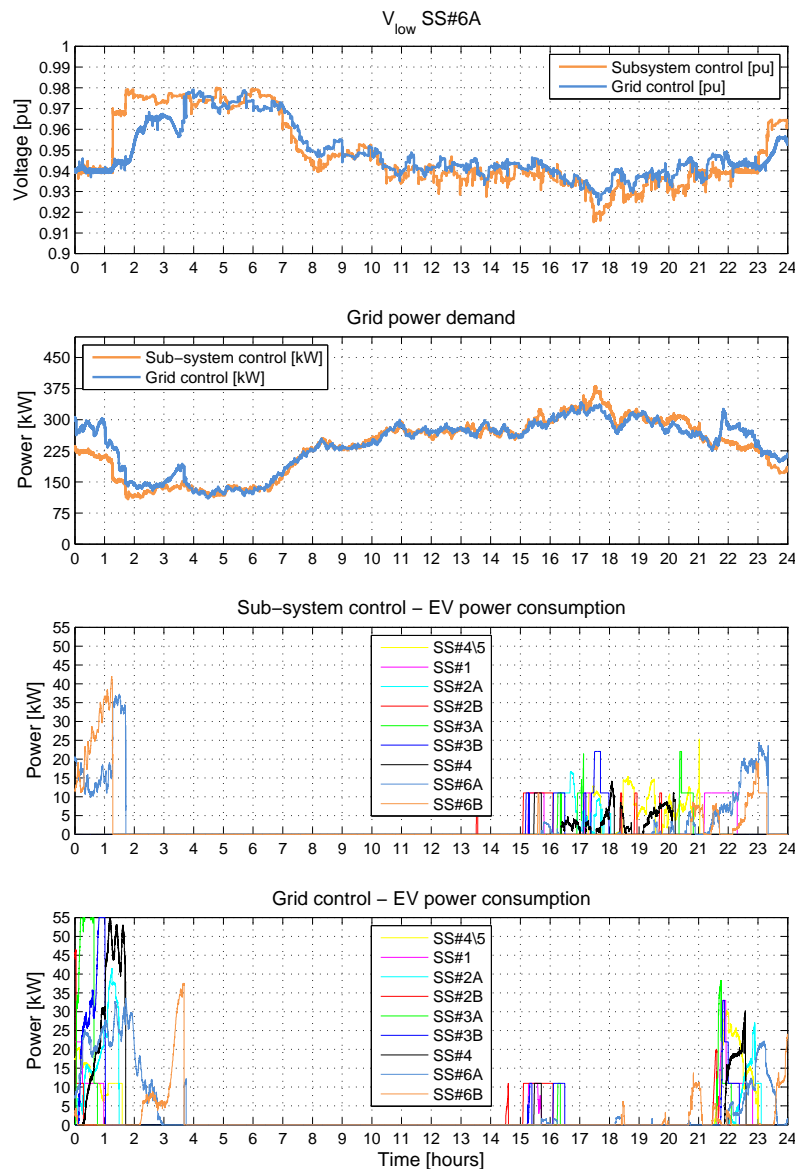 V_low SS#6A
1
0.99
0.98
0.97
0.96
0.95
0.94
0.93
0.92
0.91
0.9
Voltage [pu]
Subsystem control [pu]
Grid control [pu]
0 1 2 3 4 5 6 7 8 9 10 11 12 13 14 15 16 17 18 19 20 21 22 23 24
Grid power demand
450
375
300
225
150
75
0
Power [kW]
Sub−system control [kW]
Grid control [kW]
0 1 2 3 4 5 6 7 8 9 10 11 12 13 14 15 16 17 18 19 20 21 22 23 24
Sub−system control − EV power consumption
55
50
45
40
35
30
25
20
15
10
5
0
Power [kW]
SS#4\5
SS#1
SS#2A
SS#2B
SS#3A
SS#3B
SS#4
SS#6A
SS#6B
0 1 2 3 4 5 6 7 8 9 10 11 12 13 14 15 16 17 18 19 20 21 22 23 24
Grid control − EV power consumption
55
50
45
40
35
30
25
20
15
10
5
0
Power [kW]
SS#4\5
SS#1
SS#2A
SS#2B
SS#3A
SS#3B
SS#4
SS#6A
SS#6B
0 1 2 3 4 5 6 7 8 9 10 11 12 13 14 15 16 17 18 19 20 21 22 23 24
Time [hours]